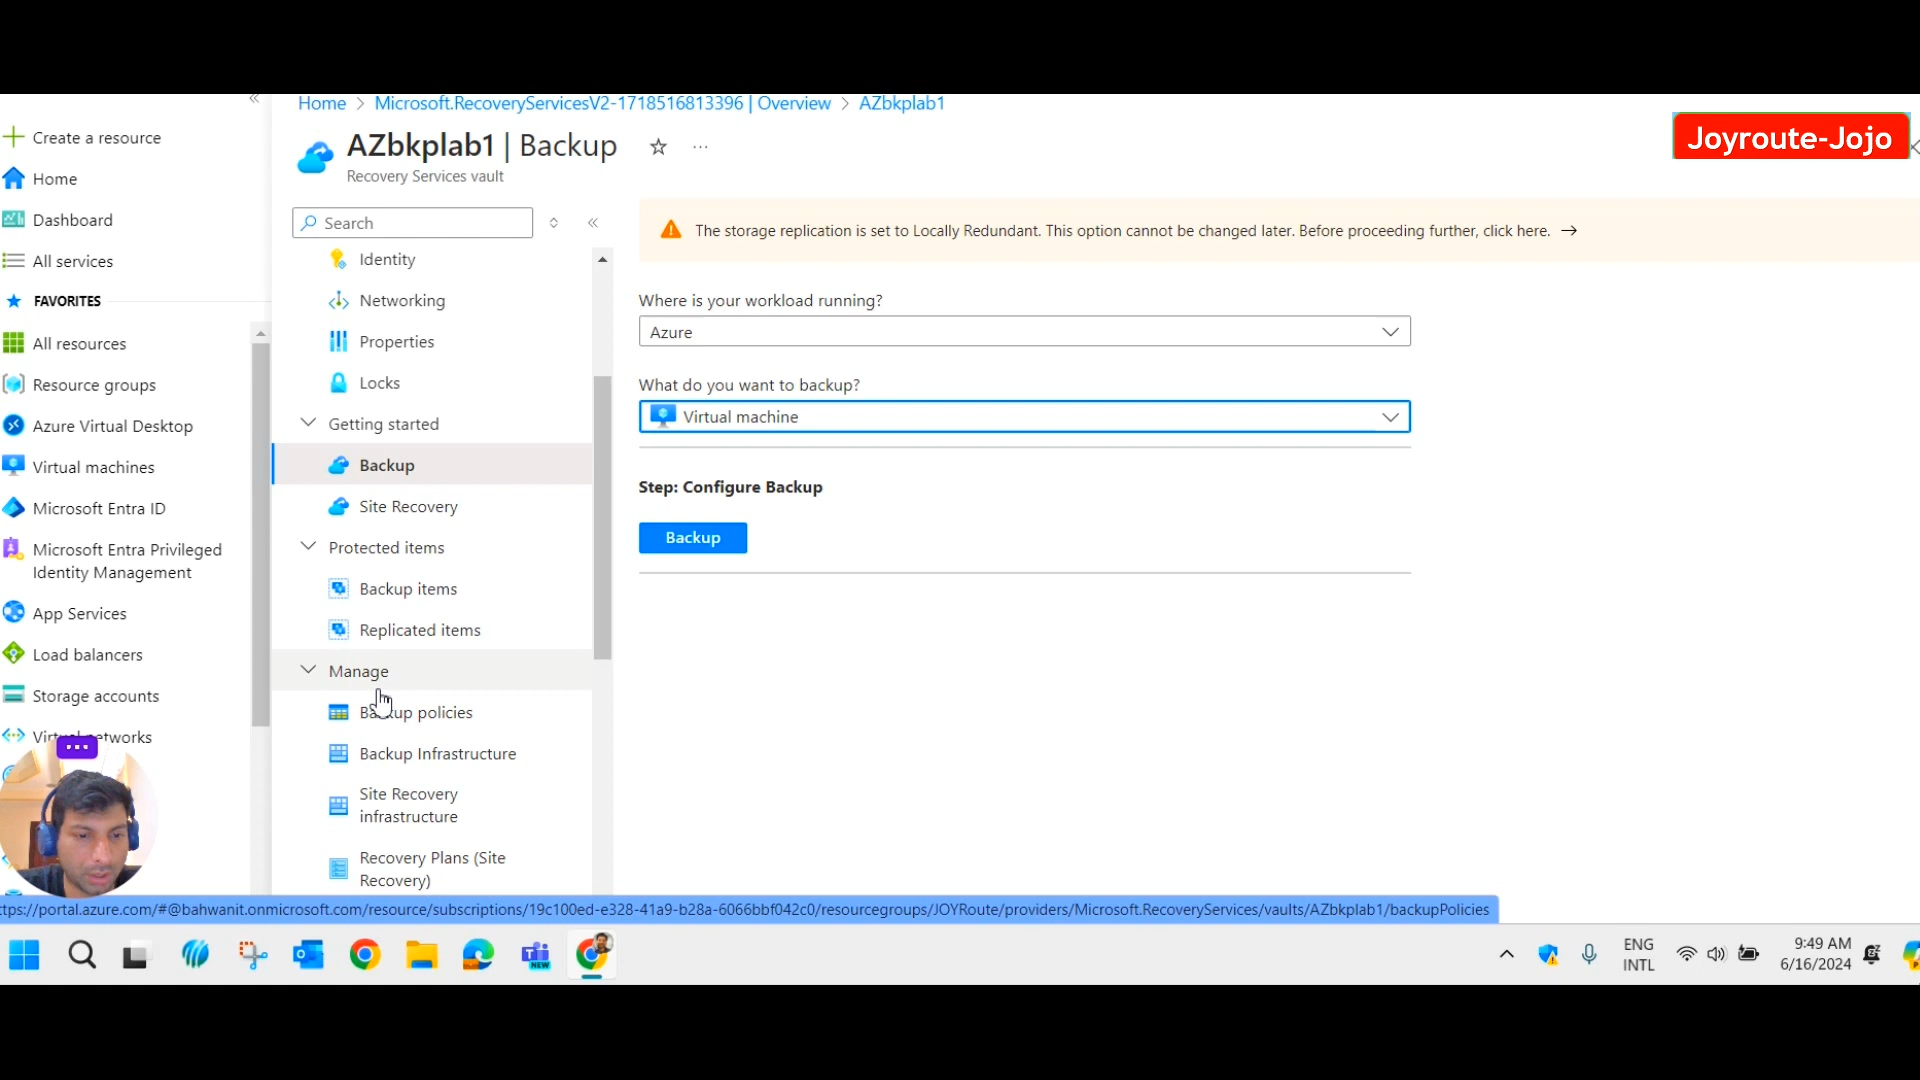 Home > Microsoft.RecoveryServicesV2-1718516813396 | Overview > AZbkplab1
Joyroute-Jojo
AZbkplab1 | Backup
Recovery Services vault
Create a resource
Home
Dashboard
All services
FAVORITES
All resources
Resource groups
Azure Virtual Desktop
Virtual machines
Microsoft Entra ID
Microsoft Entra Privileged
Identity Management
App Services
Load balancers
Storage accounts
Virtual networks
Search
Identity
Networking
Properties
Locks
Getting started
Backup
Site Recovery
Protected items
Backup items
Replicated items
Manage
Backup policies
Backup Infrastructure
Site Recovery
infrastructure
Recovery Plans (Site
Recovery)
The storage replication is set to Locally Redundant. This option cannot be changed later. Before proceeding further, click here. →
Where is your workload running?
Azure
What do you want to backup?
Virtual machine
Step: Configure Backup
Backup
ttps://portal.azure.com/#@bahwanit.onmicrosoft.com/resource/subscriptions/19c100ed-e328-41a9-b28a-6066bbf042c0/resourcegroups/JOYRoute/providers/Microsoft.RecoveryServices/vaults/AZbkplab1/backupPolicies
NEW
ENG
INTL
9:49 AM
6/16/2024